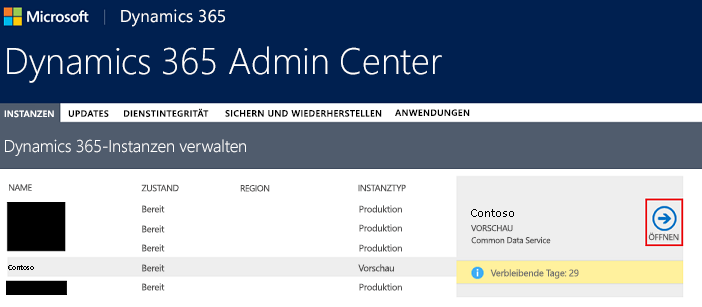 Microsoft Dynamics 365
Dynamics 365 Admin Center
INSTANZEN UPDATES DIENSTINTEGRITÄT SICHERN UND WIEDERHERSTELLEN ANWENDUNGEN
Dynamics 365-Instanzen verwalten
NAME ZUSTAND REGION INSTANZTYP
Bereit Produktion
Bereit Produktion
Bereit Produktion
Contoso Bereit Vorschau
Bereit Produktion
Contoso
VORSCHAU
Common Data Service
ÖFFNEN
Verbleibende Tage: 29